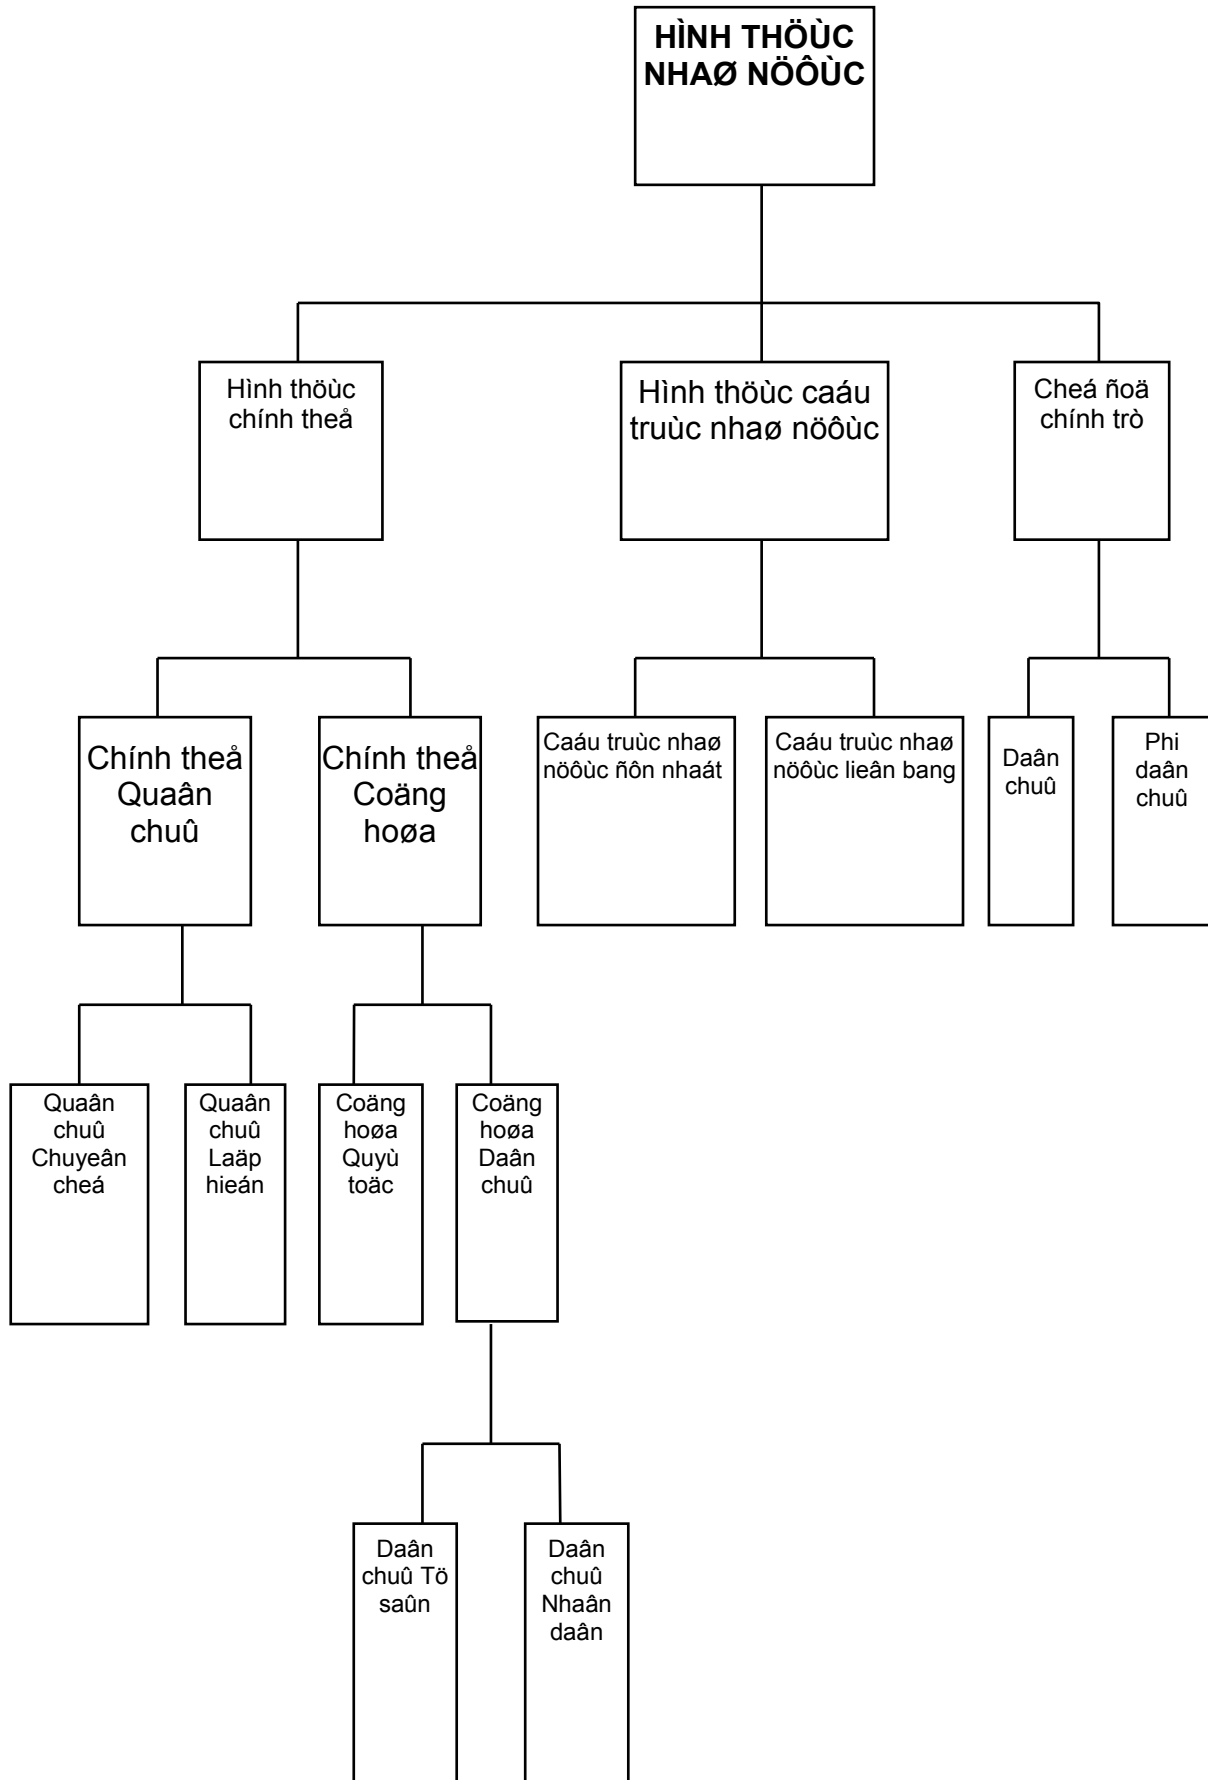 HÌNH THÖÙC
NHAØ NÖÔÙC
Hình thöùc
chính theå
Hình thöùc caáu
truùc nhaø nöôùc
Cheá ñoä
chính trò
Chính theå
Quaân
chuû
Chính theå
Coäng
hoøa
Caáu truùc nhaø
nöôùc ñôn nhaát
Caáu truùc nhaø
nöôùc lieân bang
Daân
chuû
Phi
daân
chuû
Quaân
chuû
Chuyeân
cheá
Quaân
chuû
Laäp
hieán
Coäng
hoøa
Quyù
toäc
Coäng
hoøa
Daân
chuû
Daân
chuû Tö
saûn
Daân
chuû
Nhaân
daân